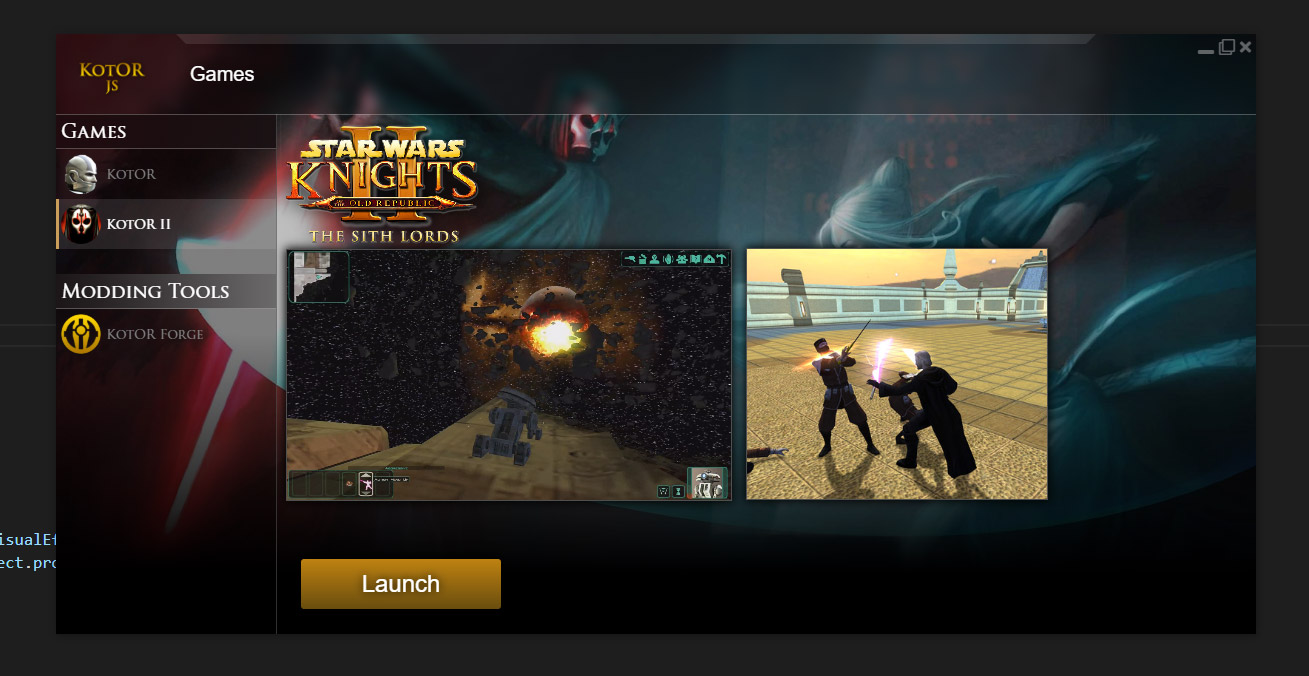 KOTOR
JS
Games
GAMES
KOTOR
KOTOR II
MODDING TOOLS
KOTOR FORGE
II
STAR WARS
KNIGHTS
of the OLD REPUBLIC
THE SITH LORDS
isualEf
ect.pro
Launch